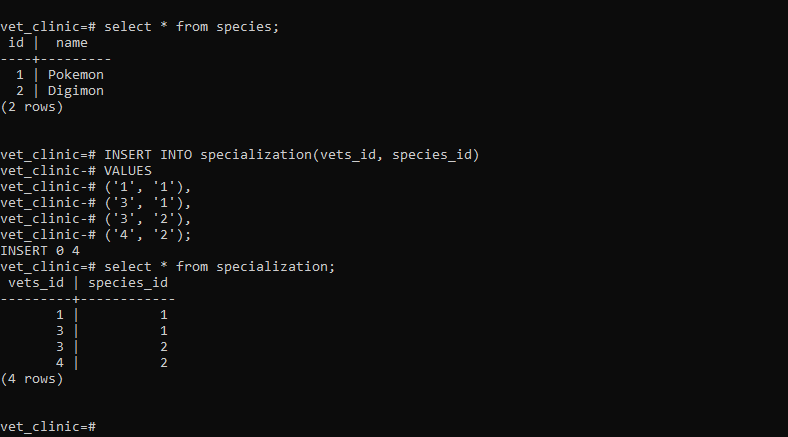 vet_clinic=# select * from species;
 id |  name
----+---------
  1 | Pokemon
  2 | Digimon
(2 rows)
vet_clinic=# INSERT INTO specialization(vets_id, species_id)
vet_clinic-# VALUES
vet_clinic-# ('1', '1'),
vet_clinic-# ('3', '1'),
vet_clinic-# ('3', '2'),
vet_clinic-# ('4', '2');
INSERT 0 4
vet_clinic=# select * from specialization;
 vets_id | species_id
---------+------------
       1 |          1
       3 |          1
       3 |          2
       4 |          2
(4 rows)
vet_clinic=#